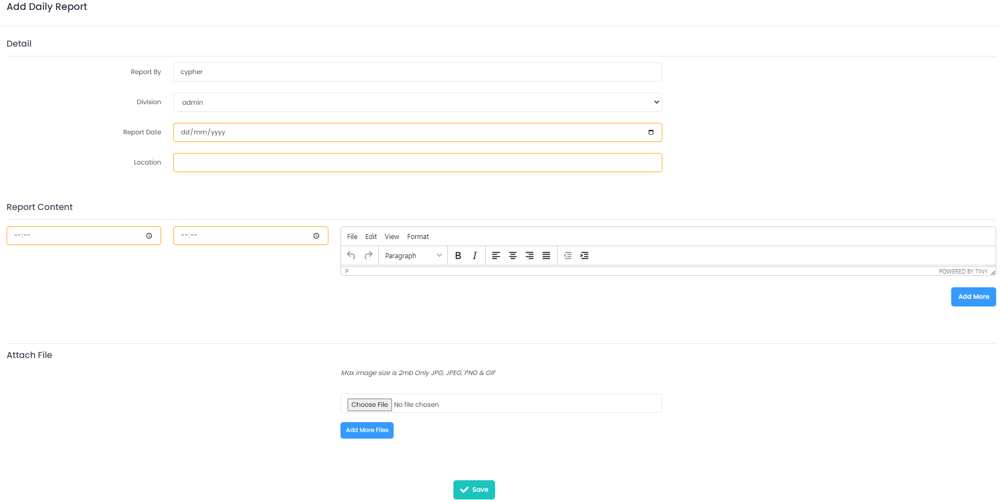 Add Daily Report
Detail
Report By cypher
Division admin
Report Date dd/mm/yyyy
Location
Report Content
--:-- --:--
File Edit View Format
Paragraph B I
P POWERED BY TINY
Add More
Attach File
Max image size is 2mb Only JPG, JPEG, PNG & GIF
Choose File No file chosen
Add More Files
Save